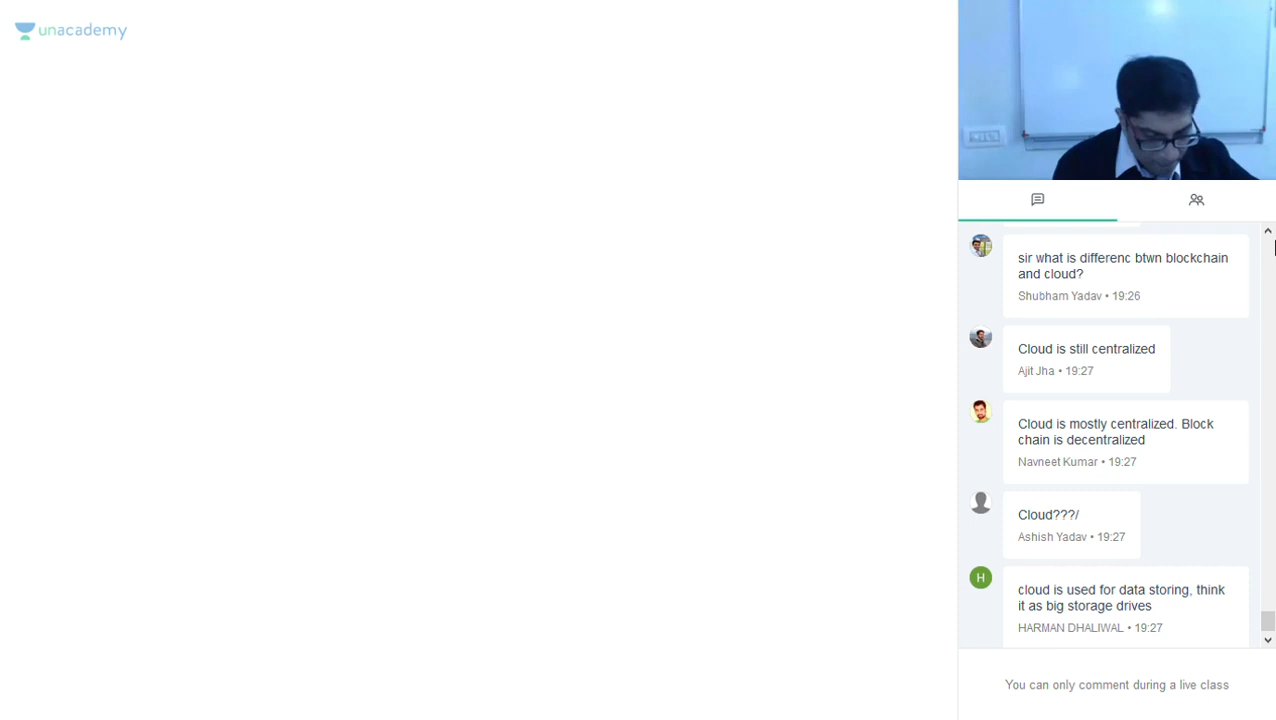 unacademy
sir what is differenc btwn blockchain
and cloud?
Shubham Yadav • 19:26
Cloud is still centralized
Ajit Jha • 19:27
Cloud is mostly centralized. Block
chain is decentralized
Navneet Kumar • 19:27
Cloud???/
Ashish Yadav • 19:27
H
cloud is used for data storing, think
it as big storage drives
HARMAN DHALIWAL • 19:27
You can only comment during a live class